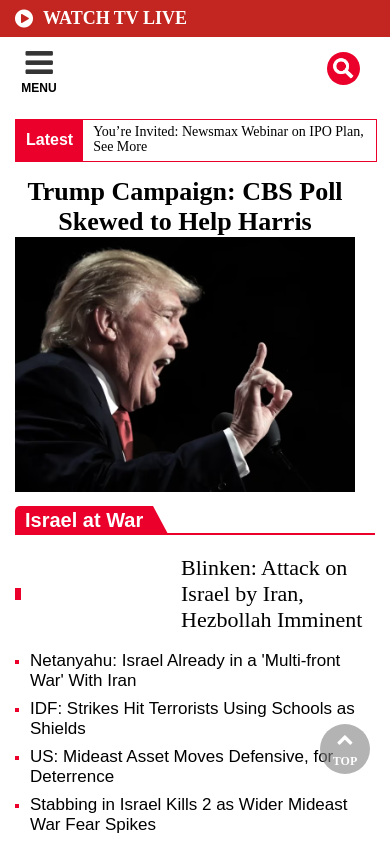 WATCH TV LIVE
MENU
Latest
You’re Invited: Newsmax Webinar on IPO Plan,
See More
Trump Campaign: CBS Poll
Skewed to Help Harris
Israel at War
Blinken: Attack on
Israel by Iran,
Hezbollah Imminent
Netanyahu: Israel Already in a 'Multi-front
War' With Iran
IDF: Strikes Hit Terrorists Using Schools as
Shields
US: Mideast Asset Moves Defensive, for
Deterrence
TOP
Stabbing in Israel Kills 2 as Wider Mideast
War Fear Spikes